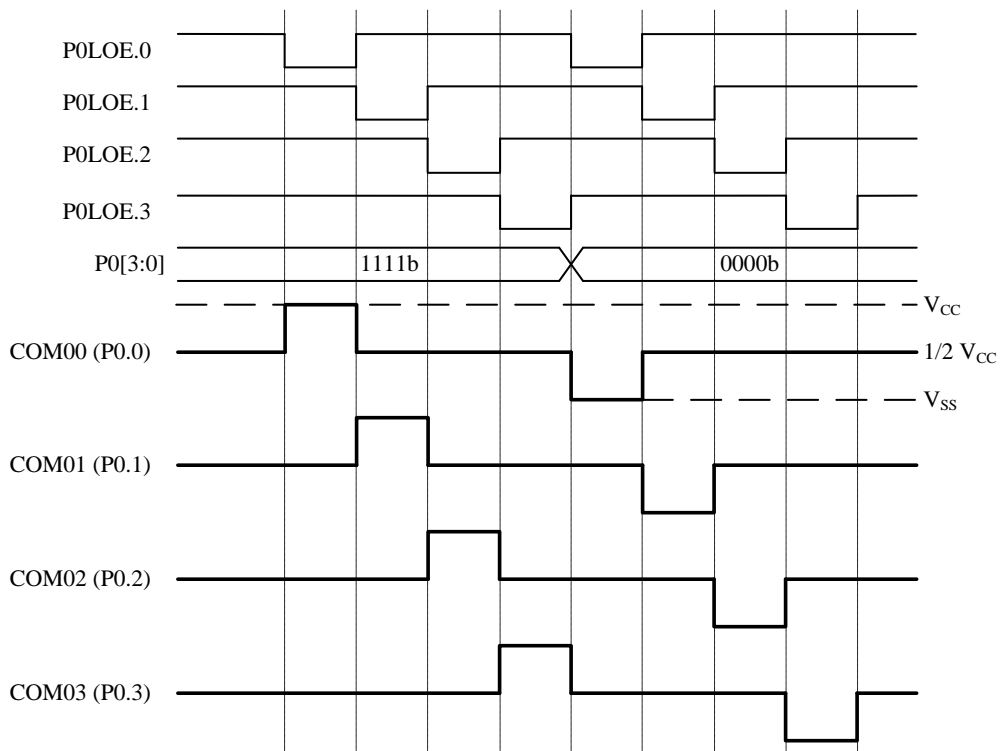 P0LOE.0
P0LOE.1
P0LOE.2
P0LOE.3
P0[3:0] 1111b 0000b
VCC
COM00 (P0.0) 1/2 VCC
VSS
COM01 (P0.1)
COM02 (P0.2)
COM03 (P0.3)